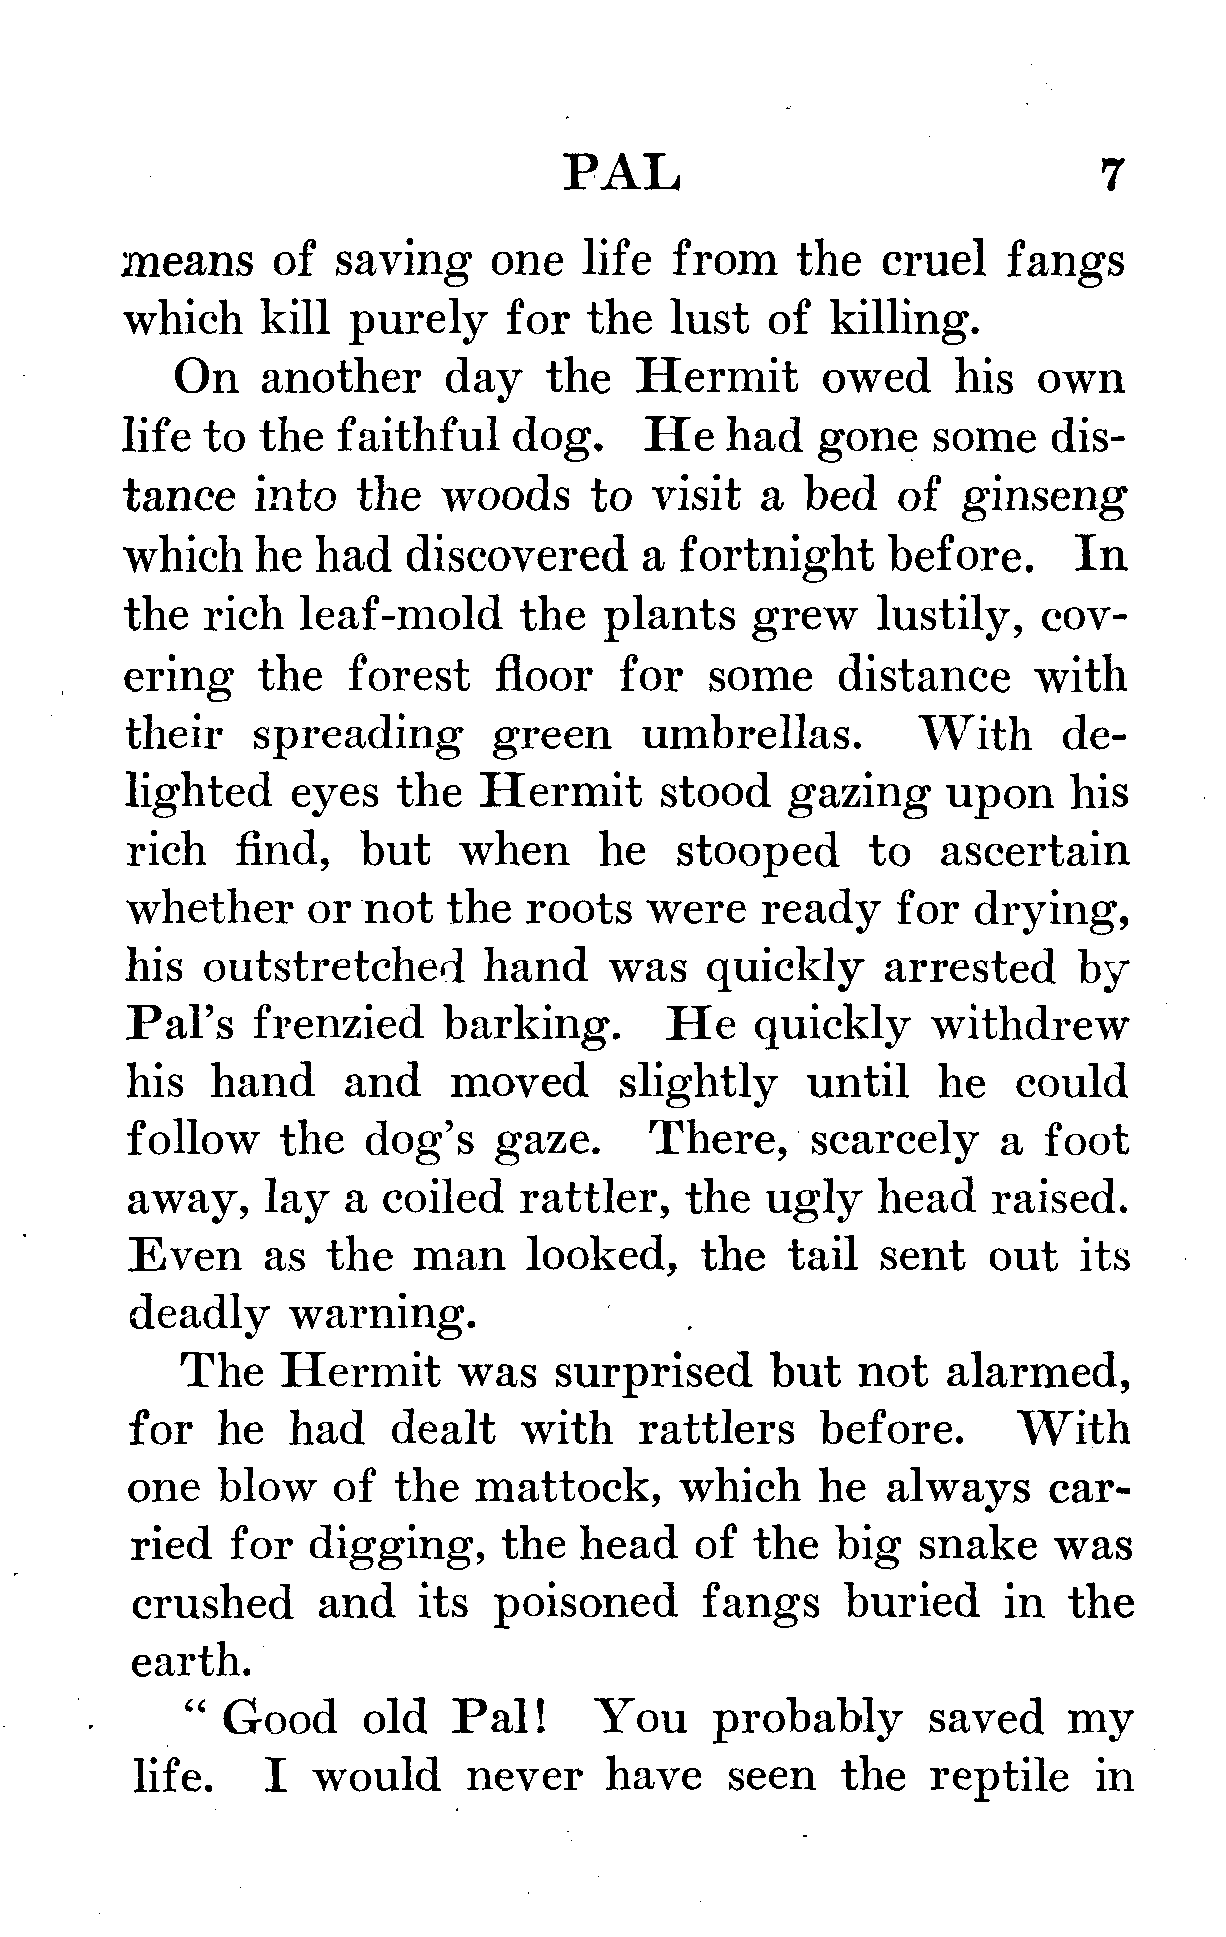 PAL 7
means of saving one life from the cruel fangs
which kill purely for the lust of killing.
On another day the Hermit owed his own
life to the faithful dog. He had gone some dis-
tance into the woods to visit a bed of ginseng
which he had discovered a fortnight before. In
the rich leaf-mold the plants grew lustily, cov-
ering the forest floor for some distance with
their spreading green umbrellas. With de-
lighted eyes the Hermit stood gazing upon his
rich find, but when he stooped to ascertain
whether or not the roots were ready for drying,
his outstretched hand was quickly arrested by
Pal's frenzied barking. He quickly withdrew
his hand and moved slightly until he could
follow the dog's gaze. There, scarcely a foot
away, lay a coiled rattler, the ugly head raised.
Even as the man looked, the tail sent out its
deadly warning.
The Hermit was surprised but not alarmed,
for he had dealt with rattlers before. With
one blow of the mattock, which he always car-
ried for digging, the head of the big snake was
crushed and its poisoned fangs buried in the
earth.
“ Good old Pal! You probably saved my
life. I would never have seen the reptile in